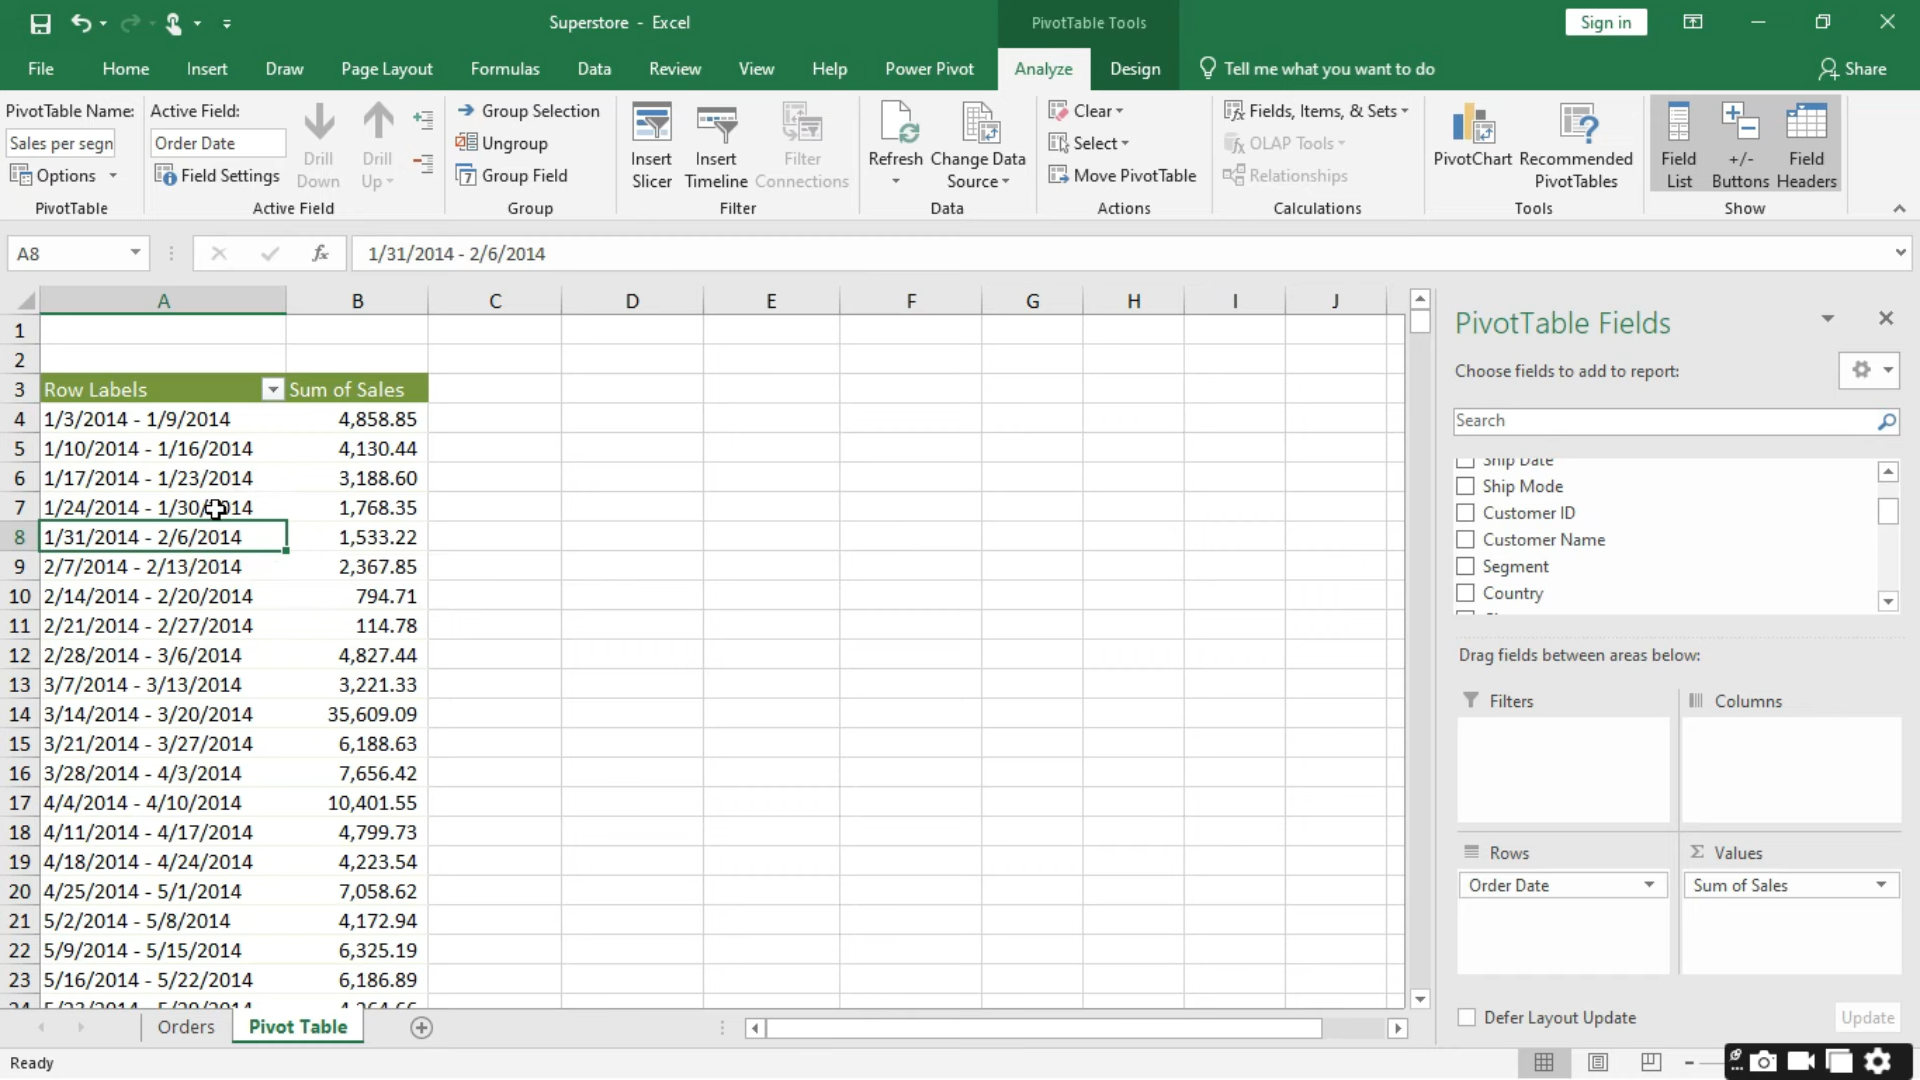 Superstore - Excel
PivotTable Tools
Sign in
File Home Insert Draw Page Layout Formulas Data Review View Help Power Pivot Analyze Design Tell me what you want to do Share
PivotTable Name:
Sales per segn
Options
PivotTable
Active Field:
Order Date
Field Settings
Drill Down
Drill Up
Active Field
Group Selection
Ungroup
Group Field
Group
Insert Slicer
Insert Timeline
Filter Connections
Filter
Refresh
Change Data Source
Data
Clear
Select
Move PivotTable
Actions
Fields, Items, & Sets
OLAP Tools
Relationships
Calculations
PivotChart
Recommended PivotTables
Tools
Field List
+/- Buttons
Field Headers
Show
A8 fx 1/31/2014 - 2/6/2014
A B C D E F G H I J
1
2
3 Row Labels Sum of Sales
4 1/3/2014 - 1/9/2014 4,858.85
5 1/10/2014 - 1/16/2014 4,130.44
6 1/17/2014 - 1/23/2014 3,188.60
7 1/24/2014 - 1/30/2014 1,768.35
8 1/31/2014 - 2/6/2014 1,533.22
9 2/7/2014 - 2/13/2014 2,367.85
10 2/14/2014 - 2/20/2014 794.71
11 2/21/2014 - 2/27/2014 114.78
12 2/28/2014 - 3/6/2014 4,827.44
13 3/7/2014 - 3/13/2014 3,221.33
14 3/14/2014 - 3/20/2014 35,609.09
15 3/21/2014 - 3/27/2014 6,188.63
16 3/28/2014 - 4/3/2014 7,656.42
17 4/4/2014 - 4/10/2014 10,401.55
18 4/11/2014 - 4/17/2014 4,799.73
19 4/18/2014 - 4/24/2014 4,223.54
20 4/25/2014 - 5/1/2014 7,058.62
21 5/2/2014 - 5/8/2014 4,172.94
22 5/9/2014 - 5/15/2014 6,325.19
23 5/16/2014 - 5/22/2014 6,186.89
PivotTable Fields
Choose fields to add to report:
Search
Ship Date
Ship Mode
Customer ID
Customer Name
Segment
Country
Drag fields between areas below:
Filters
Columns
Rows
Order Date
Values
Sum of Sales
Defer Layout Update
Update
Orders Pivot Table
Ready